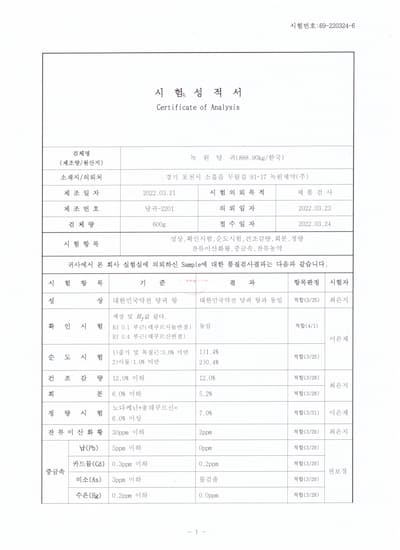 시험번호:69-220324-6
시 험 성 적 서
Certificate of Analysis
검체명
(제조량/원산지)
녹 원 당 귀(888.90kg/한국)
소재지/의뢰처
경기 포천시 소흘읍 무림길 91-17 녹원제약(주)
제 조 일 자 2022.03.21 시 험 의 뢰 목 적 제 품 검 사
제 조 번 호 당귀-2201 의 뢰 일 자 2022.03.23
검 체 량 600g 접 수 일 자 2022.03.24
시 험 항 목
성상,확인시험,순도시험,건조감량,회분,정량
잔류이산화황,중금속,잔류농약
귀사에서 본 회사 실험실에 의뢰하신 Sample에 대한 품질검사결과는 다음과 같습니다.
시 험 항 목 기 준 결 과 항목판정 시험자
성 상 대한민국약전 당귀 항 대한민국약전 당귀 항과 동일 적합(3/25) 최은지
확 인 시 험
색상 및 Rf값 같다.
Rf 0.1 부근(데쿠르시놀반점)
Rf 0.4 부근(데쿠르신반점)
동일 적합(4/1)
이은재
순 도 시 험
1)줄기 및 목질근:3.0% 이하
2)이물:1.0% 이하
1)1.4%
2)0.4%
적합(3/25)
건 조 감 량 12.0% 이하 12.0% 적합(3/28)
최은지
회 분 6.0% 이하 5.2% 적합(3/28)
정 량 시 험
노다케닌+총데쿠르신=
6.0% 이상
7.0% 적합(3/31) 이은재
잔 류 이 산 화 황 30ppm 이하 2ppm 적합(3/28) 최은지
중금속
납(Pb) 5ppm 이하 0ppm 적합(3/28)
카드뮴(Cd) 0.3ppm 이하 0.2ppm 적합(3/28)
비소(As) 3ppm 이하 불검출 적합(3/28)
수은(Hg) 0.2ppm 이하 0.0ppm 적합(3/28)
- 1 -